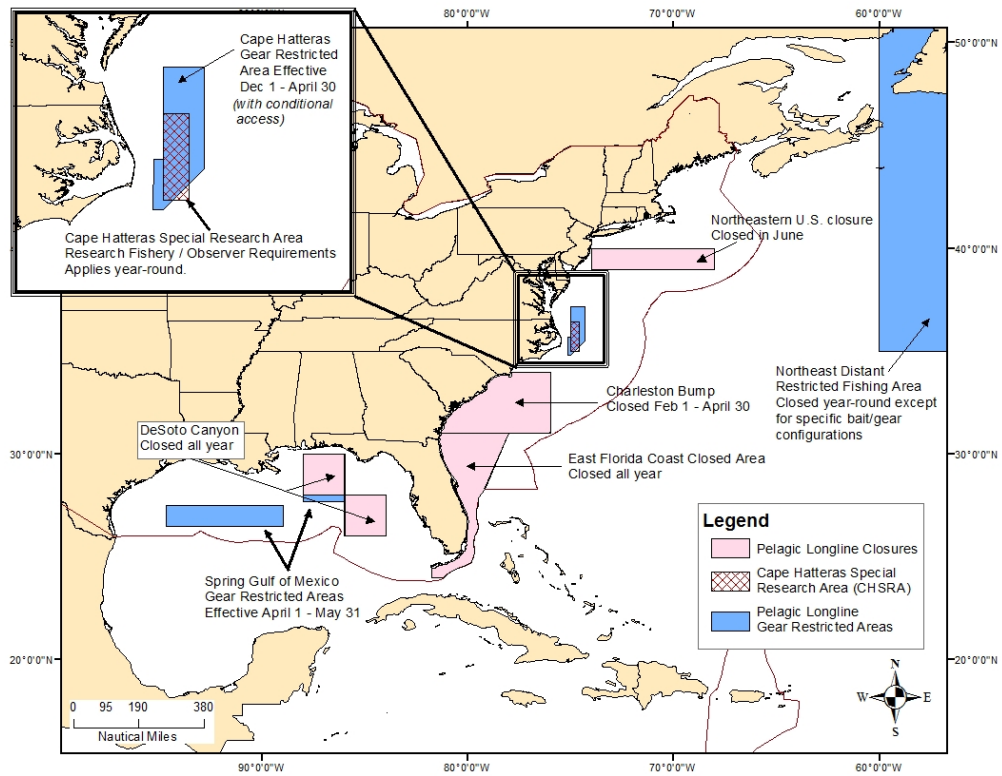 80°0'0"W
70°0'0"W
60°0'0"W
Cape Hatteras
Gear Restricted
Area Effective
Dec 1 - April 30
(with conditional
access)
Cape Hatteras Special Research Area
Research Fishery / Observer Requirements
Applies year-round.
50°0'0"N
Northeastern U.S. closure
Closed in June
40°0'0"N
Northeast Distant
Restricted Fishing Area
Closed year-round except
for specific bait/gear
configurations
Charleston Bump
Closed Feb 1 - April 30
DeSoto Canyon
Closed all year
East Florida Coast Closed Area
Closed all year
30°0'0"N
30°0'0"N
Spring Gulf of Mexico
Gear Restricted Areas
Effective April 1 - May 31
Legend
Pelagic Longline Closures
Cape Hatteras Special
Research Area (CHSRA)
Pelagic Longline
Gear Restricted Areas
20°0'0"N
20°0'0"N
N
W
E
S
0 95 190 380
Nautical Miles
90°0'0"W
80°0'0"W
70°0'0"W
60°0'0"W